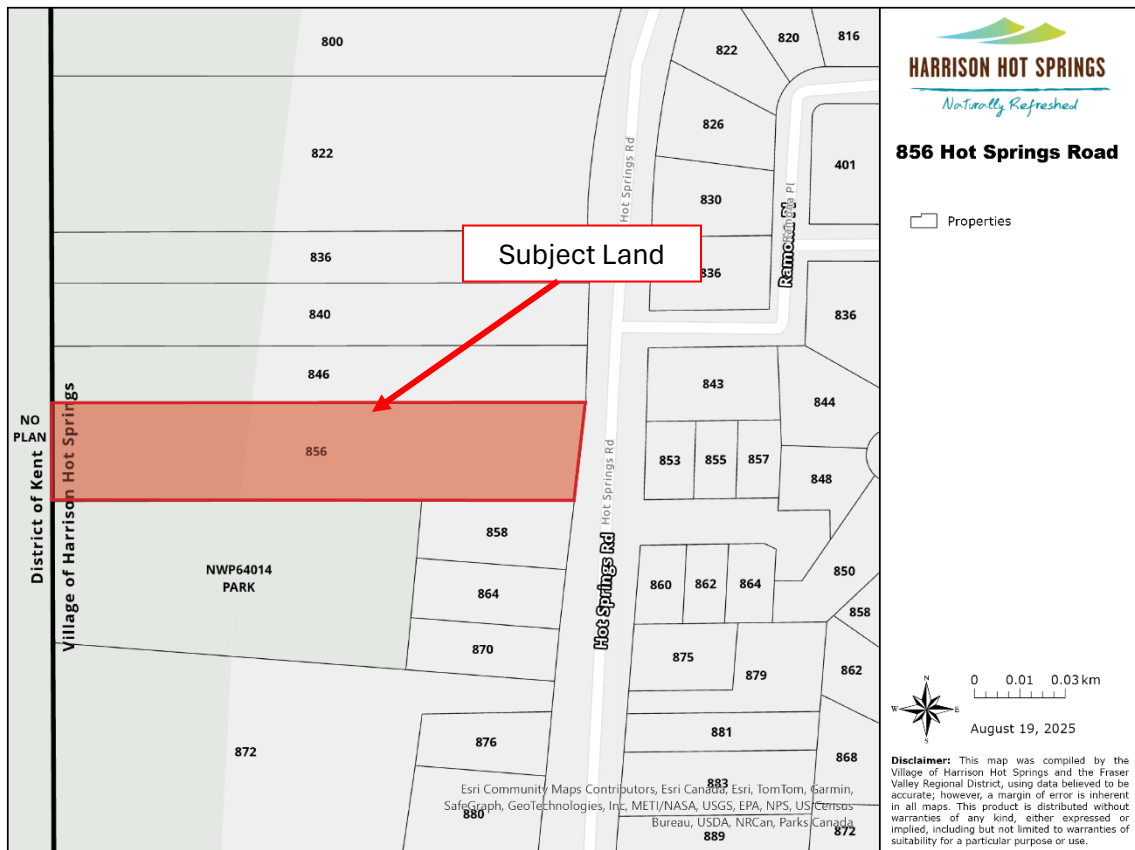 800
822
820
816
822
826
401
830
836
836
840
846
Hot Springs Rd
Ramona Pl
Subject Land
836
843
844
853
855
857
848
NO
PLAN
District of Kent
Village of Harrison Hot Springs
856
Hot Springs Rd
Hot Springs Rd
858
864
870
NWP64014
PARK
860
862
864
850
858
875
879
862
881
868
883
889
872
872
876
880
Esri Community Maps Contributors, Esri Canada, Esri, TomTom, Garmin,
SafeGraph, GeoTechnologies, Inc, METI/NASA, USGS, EPA, NPS, US Census
Bureau, USDA, NRCan, Parks Canada
HARRISON HOT SPRINGS
Naturally Refreshed
856 Hot Springs Road
Properties
N
W E
S
0 0.01 0.03 km
August 19, 2025
Disclaimer: This map was compiled by the
Village of Harrison Hot Springs and the Fraser
Valley Regional District, using data believed to be
accurate; however, a margin of error is inherent
in all maps. This product is distributed without
warranties of any kind, either expressed or
implied, including but not limited to warranties of
suitability for a particular purpose or use.